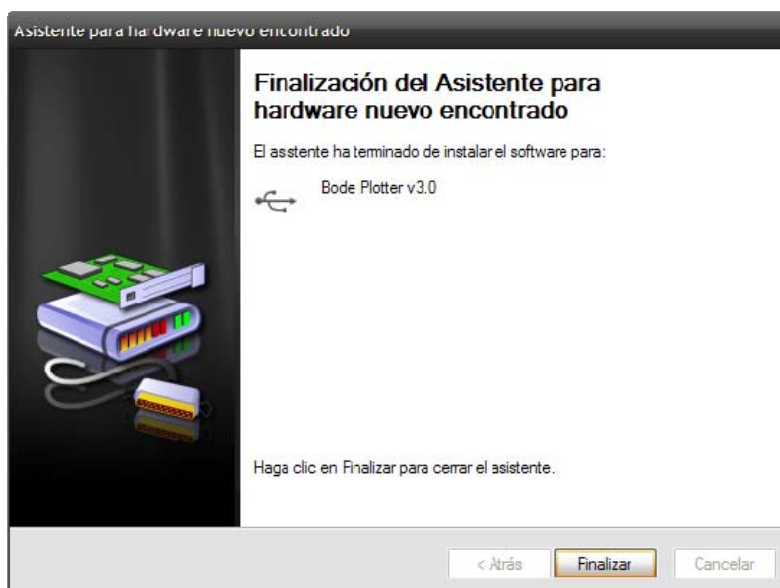 Asistente para hardware nuevo encontrado
Finalización del Asistente para
hardware nuevo encontrado
El asstente ha terminado de instalar el software para:
Bode Plotter v3.0
Haga clic en Finalizar para cerrar el asistente.
< Atrás
Finalizar
Cancelar